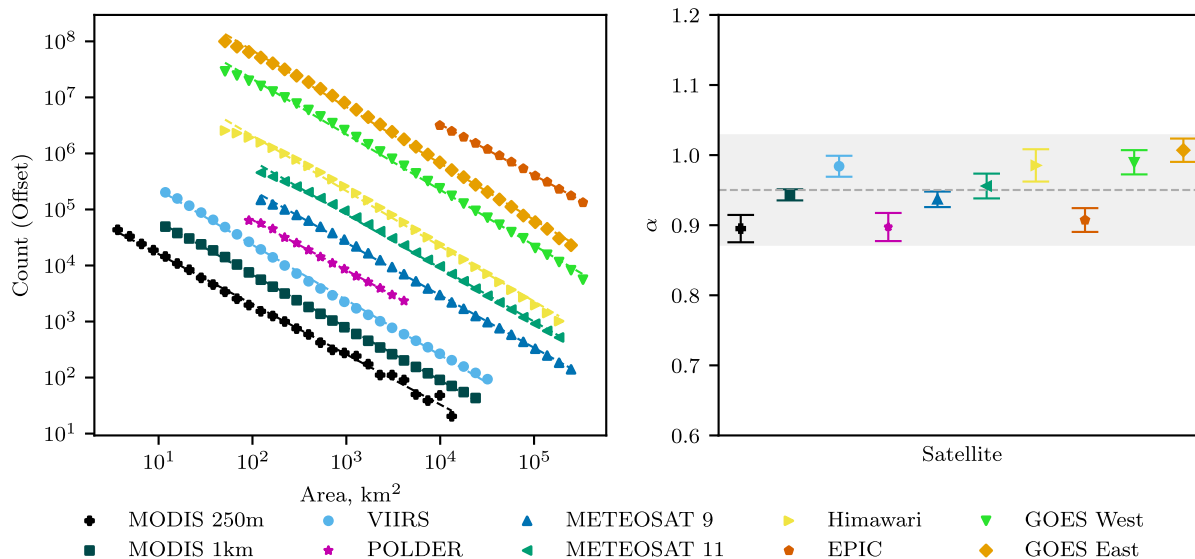 10^8
10^7
10^6
10^5
10^4
10^3
10^2
10^1
Count (Offset)
10^1 10^2 10^3 10^4 10^5
Area, km^2
1.2
1.1
1.0
0.9
0.8
0.7
0.6
α
Satellite
MODIS 250m VIIRS METEOSAT 9 Himawari GOES West
MODIS 1km POLDER METEOSAT 11 EPIC GOES East